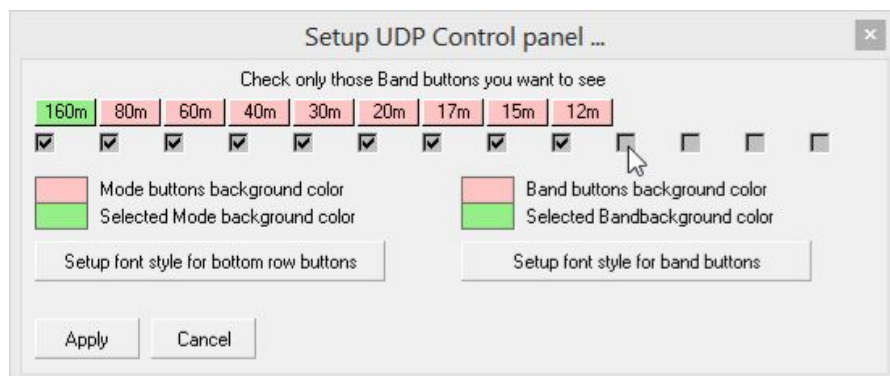 Setup UDP Control panel ...
Check only those Band buttons you want to see
160m 80m 60m 40m 30m 20m 17m 15m 12m
Mode buttons background color
Selected Mode background color
Band buttons background color
Selected Bandbackground color
Setup font style for bottom row buttons
Setup font style for band buttons
Apply Cancel